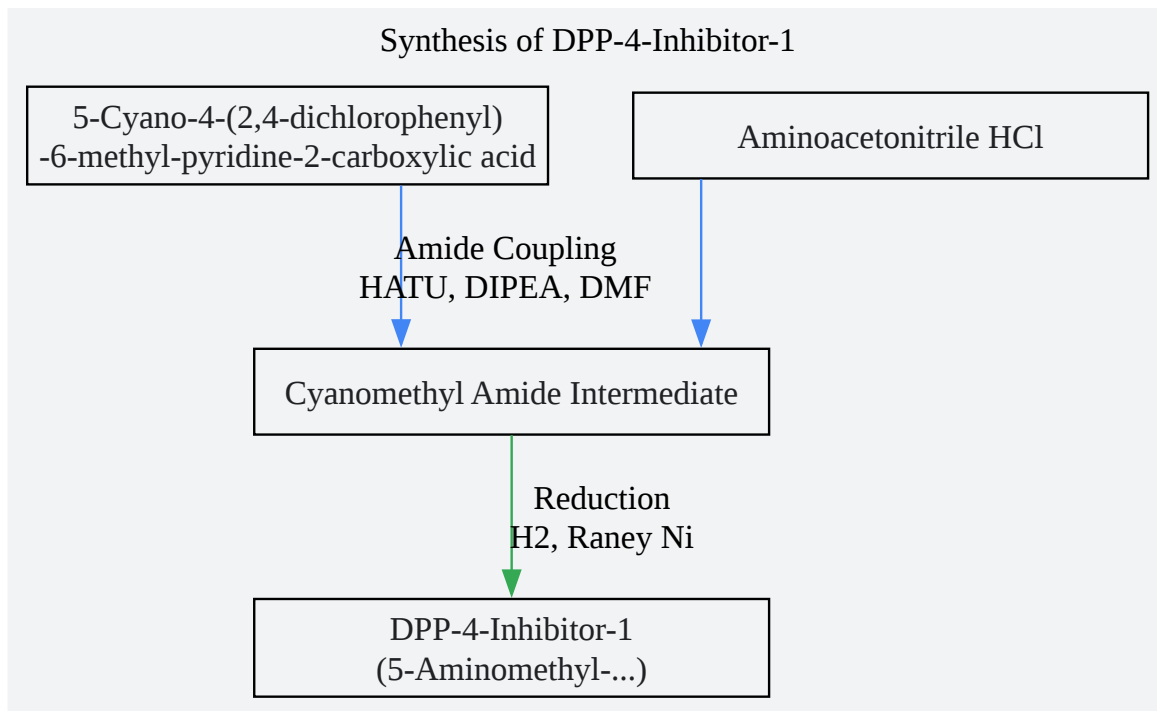 Synthesis of DPP-4-Inhibitor-1
5-Cyano-4-(2,4-dichlorophenyl)
-6-methyl-pyridine-2-carboxylic acid
Aminoacetonitrile HCl
Amide Coupling
HATU, DIPEA, DMF
Cyanomethyl Amide Intermediate
Reduction
H2, Raney Ni
DPP-4-Inhibitor-1
(5-Aminomethyl-...)